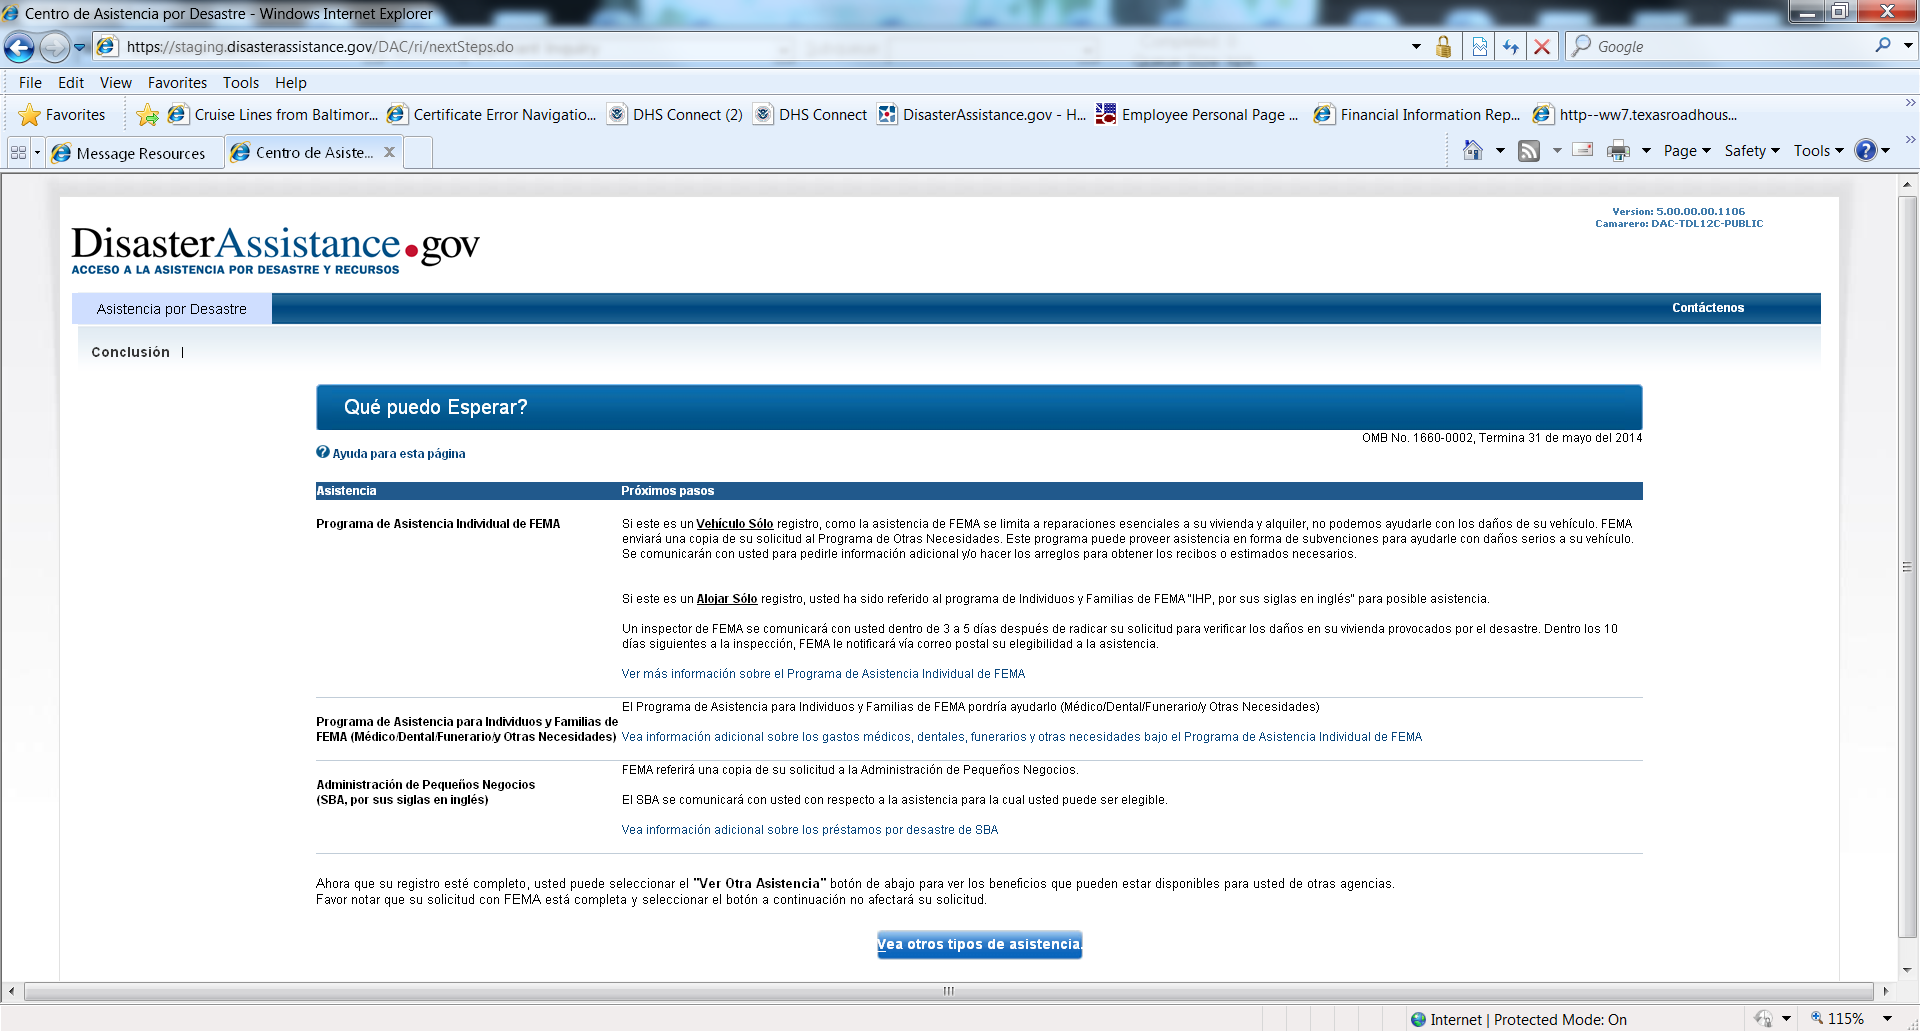 Centro de Asistencia por Desastre - Windows Internet Explorer
https://staging.disasterassistance.gov/DAC/ri/nextSteps.do
Google
File Edit View Favorites Tools Help
Favorites Cruise Lines from Baltimor... Certificate Error Navigatio... DHS Connect (2) DHS Connect DisasterAssistance.gov - H... Employee Personal Page ... Financial Information Rep... http--ww7.texasroadhous...
Message Resources Centro de Asiste... Page Safety Tools
Version: 5.00.00.00.1106
Camarero: DAC-TDL12C-PUBLIC
DisasterAssistance.gov
ACCESO A LA ASISTENCIA POR DESASTRE Y RECURSOS
Asistencia por Desastre Contáctenos
Conclusión |
Qué puedo Esperar?
OMB No. 1660-0002, Termina 31 de mayo del 2014
Ayuda para esta página
Asistencia Próximos pasos
Programa de Asistencia Individual de FEMA
Si este es un Vehículo Sólo registro, como la asistencia de FEMA se limita a reparaciones esenciales a su vivienda y alquiler, no podemos ayudarle con los daños de su vehículo. FEMA
enviará una copia de su solicitud al Programa de Otras Necesidades. Este programa puede proveer asistencia en forma de subvenciones para ayudarle con daños serios a su vehículo.
Se comunicarán con usted para pedirle información adicional y/o hacer los arreglos para obtener los recibos o estimados necesarios.
Si este es un Alojar Sólo registro, usted ha sido referido al programa de Individuos y Familias de FEMA "IHP, por sus siglas en inglés" para posible asistencia.
Un inspector de FEMA se comunicará con usted dentro de 3 a 5 días después de radicar su solicitud para verificar los daños en su vivienda provocados por el desastre. Dentro los 10
días siguientes a la inspección, FEMA le notificará vía correo postal su elegibilidad a la asistencia.
Ver más información sobre el Programa de Asistencia Individual de FEMA
Programa de Asistencia para Individuos y Familias de
FEMA (Médico/Dental/Funerario/y Otras Necesidades)
El Programa de Asistencia para Individuos y Familias de FEMA pordría ayudarlo (Médico/Dental/Funerario/y Otras Necesidades)
Vea información adicional sobre los gastos médicos, dentales, funerarios y otras necesidades bajo el Programa de Asistencia Individual de FEMA
Administración de Pequeños Negocios
(SBA, por sus siglas en inglés)
FEMA referirá una copia de su solicitud a la Administración de Pequeños Negocios.
El SBA se comunicará con usted con respecto a la asistencia para la cual usted puede ser elegible.
Vea información adicional sobre los préstamos por desastre de SBA
Ahora que su registro esté completo, usted puede seleccionar el "Ver Otra Asistencia" botón de abajo para ver los beneficios que pueden estar disponibles para usted de otras agencias.
Favor notar que su solicitud con FEMA está completa y seleccionar el botón a continuación no afectará su solicitud.
Vea otros tipos de asistencia.
Internet | Protected Mode: On 115%